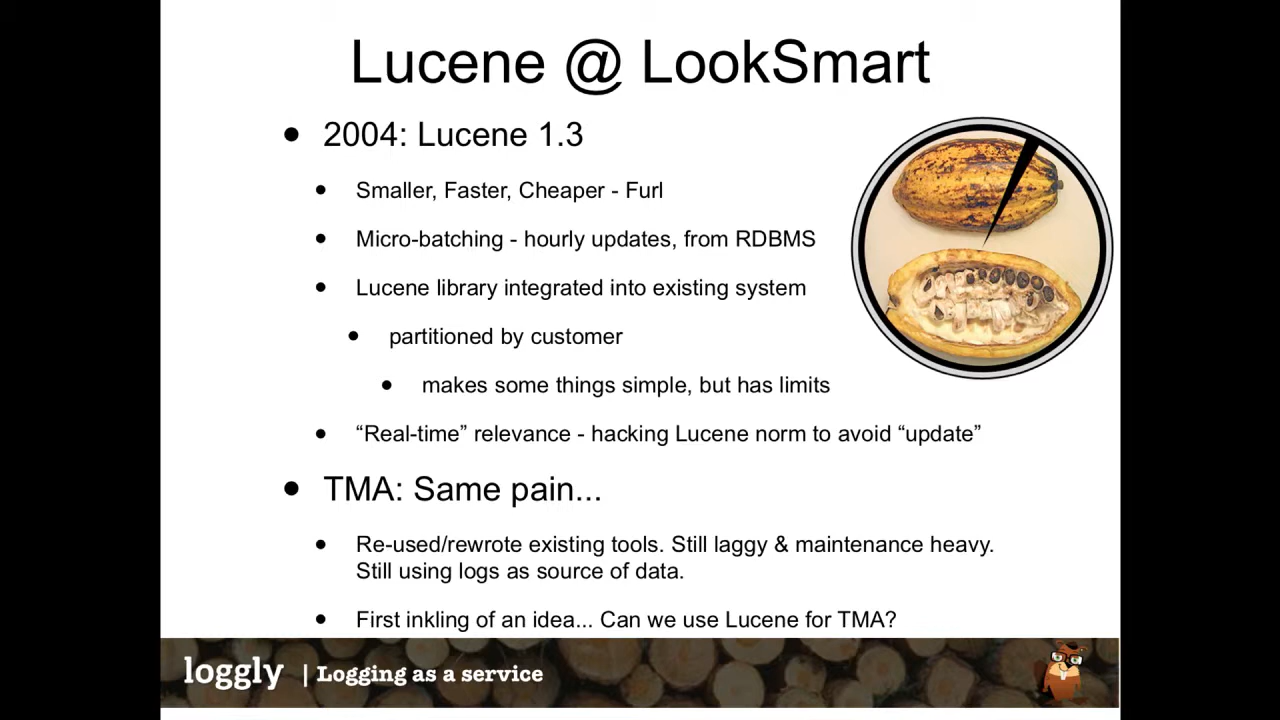 Lucene @ LookSmart
• 2004: Lucene 1.3
• Smaller, Faster, Cheaper - Furl
• Micro-batching - hourly updates, from RDBMS
• Lucene library integrated into existing system
• partitioned by customer
• makes some things simple, but has limits
• “Real-time” relevance - hacking Lucene norm to avoid “update”
• TMA: Same pain...
• Re-used/rewrote existing tools. Still laggy & maintenance heavy.
Still using logs as source of data.
• First inkling of an idea... Can we use Lucene for TMA?
loggly | Logging as a service